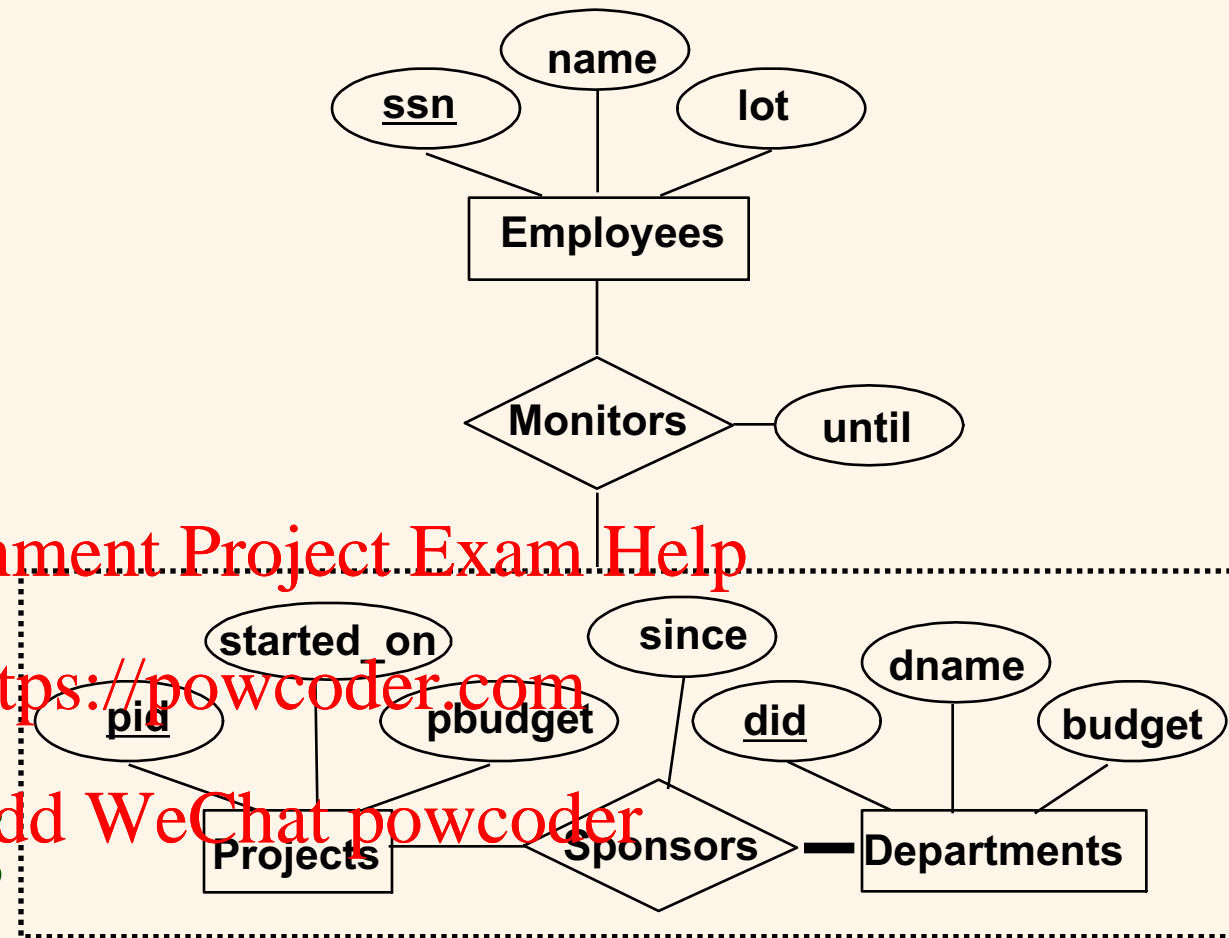 name
ssn
lot
Employees
Monitors
until
nment Project Exam Help
since
started_on
dname
tps://powcoder.com
pid
pbudget
did
budget
dd WeChat powcoder
Projects
Sponsors
Departments